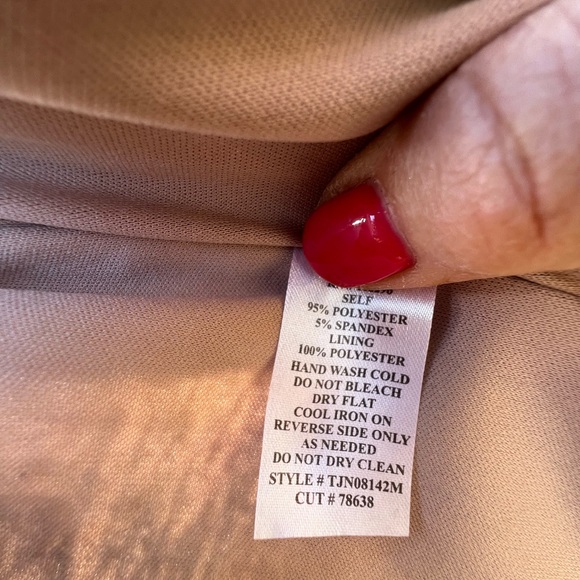 SELF
95% POLYESTER
5% SPANDEX
LINING
100% POLYESTER
HAND WASH COLD
DO NOT BLEACH
DRY FLAT
COOL IRON ON
REVERSE SIDE ONLY
AS NEEDED
DO NOT DRY CLEAN
STYLE # TJN08142M
CUT # 78638